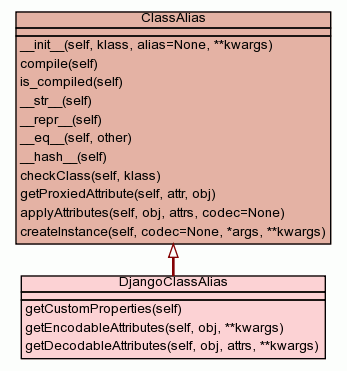 ClassAlias
__init__(self, klass, alias=None, **kwargs)
compile(self)
is_compiled(self)
__str__(self)
__repr__(self)
__eq__(self, other)
__hash__(self)
checkClass(self, klass)
getProxiedAttribute(self, attr, obj)
applyAttributes(self, obj, attrs, codec=None)
createInstance(self, codec=None, *args, **kwargs)
DjangoClassAlias
getCustomProperties(self)
getEncodableAttributes(self, obj, **kwargs)
getDecodableAttributes(self, obj, attrs, **kwargs)